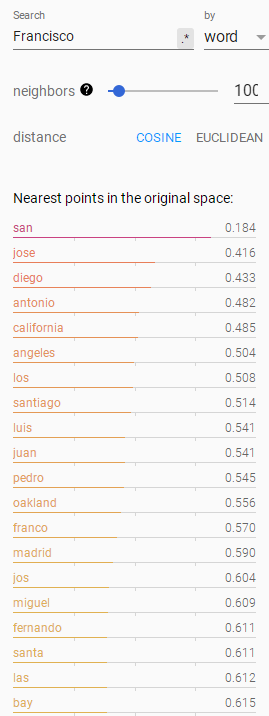 Search by
Francisco .* word
neighbors ? 100
distance COSINE EUCLIDEAN
Nearest points in the original space:
san 0.184
jose 0.416
diego 0.433
antonio 0.482
california 0.485
angeles 0.504
los 0.508
santiago 0.514
luis 0.541
juan 0.541
pedro 0.545
oakland 0.556
franco 0.570
madrid 0.590
jos 0.604
miguel 0.609
fernando 0.611
santa 0.611
las 0.612
bay 0.615